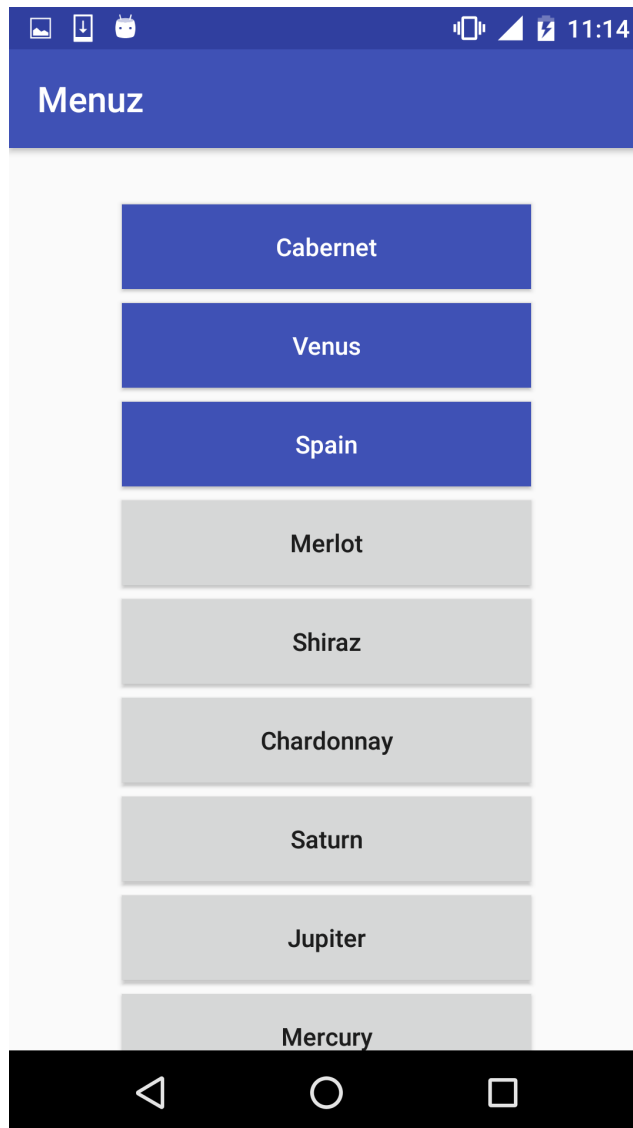 11:14
Menuz
Cabernet
Venus
Spain
Merlot
Shiraz
Chardonnay
Saturn
Jupiter
Mercury